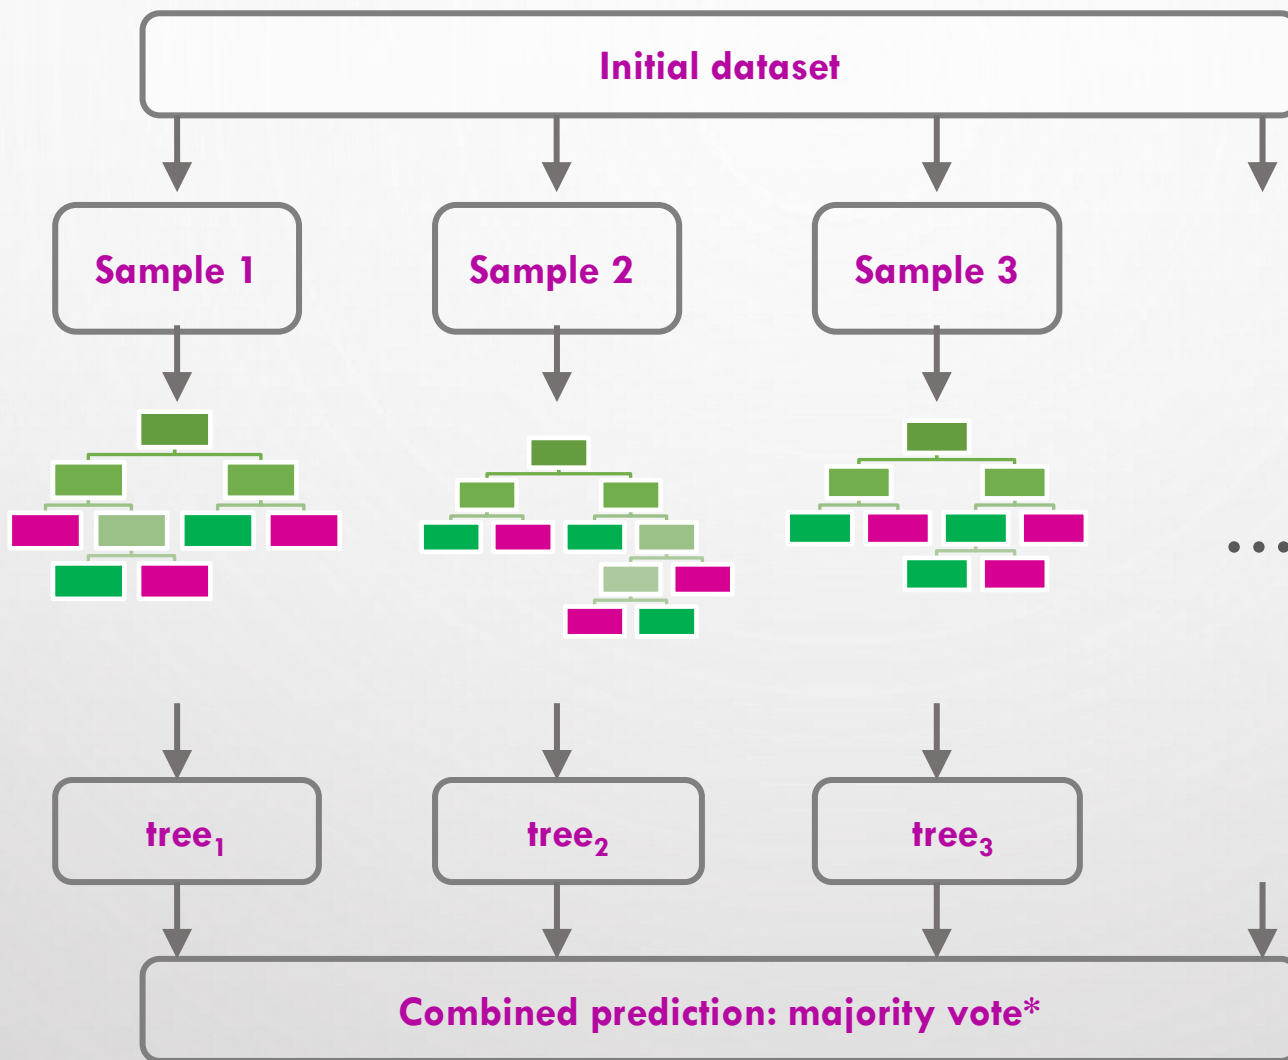 Initial dataset
Sample 1
Sample 2
Sample 3
...
tree₁
tree₂
tree₃
Combined prediction: majority vote*